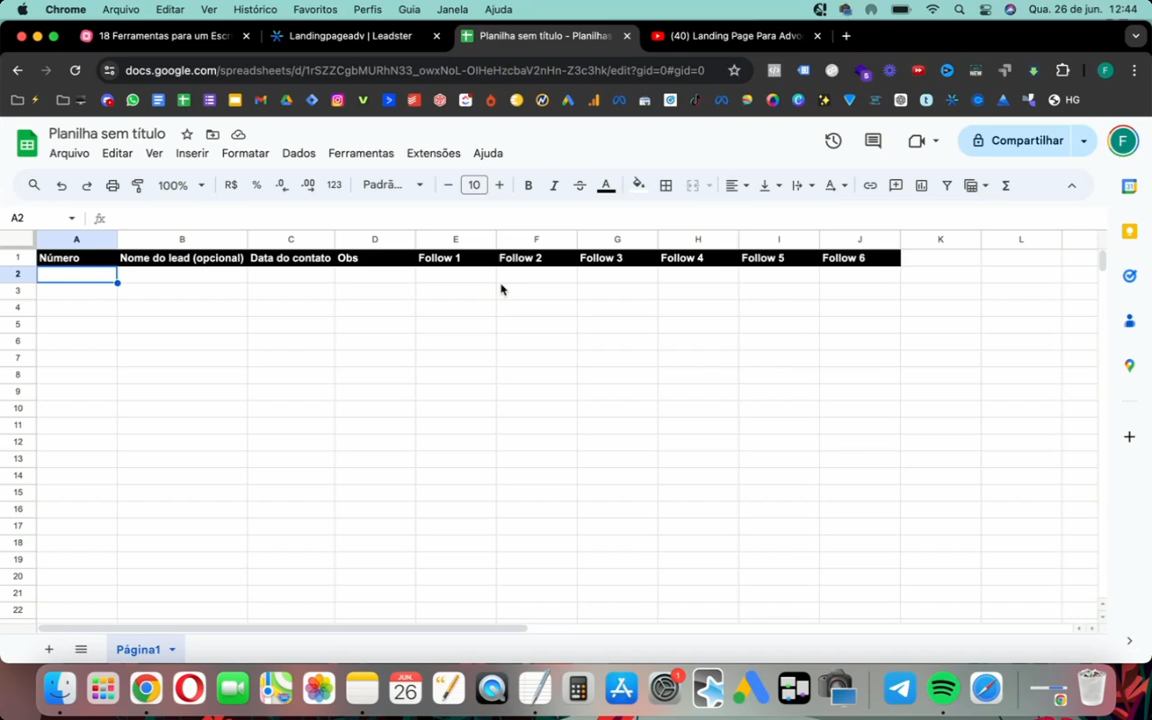 Chrome Arquivo Editar Ver Histórico Favoritos Perfis Guia Janela Ajuda Qua. 26 de jun. 12:44
18 Ferramentas para um Escri Landingpageadv | Leadster Planilha sem título - Planilhas (40) Landing Page Para Advo
docs.google.com/spreadsheets/d/1rSZZCgbMURhN33_owxNoL-OIHeHzcbaV2nHn-Z3c3hk/edit?gid=0#gid=0 F
HG
Planilha sem título
Compartilhar F
Arquivo Editar Ver Inserir Formatar Dados Ferramentas Extensões Ajuda
100% R$ % .0 .00 123 Padrã... 10 B I A
A2 fx
A B C D E F G H I J K L
1 Número Nome do lead (opcional) Data do contato Obs Follow 1 Follow 2 Follow 3 Follow 4 Follow 5 Follow 6
2
3
4
5
6
7
8
9
10
11
12
13
14
15
16
17
18
19
20
21
22
Página1
JUN 26 1